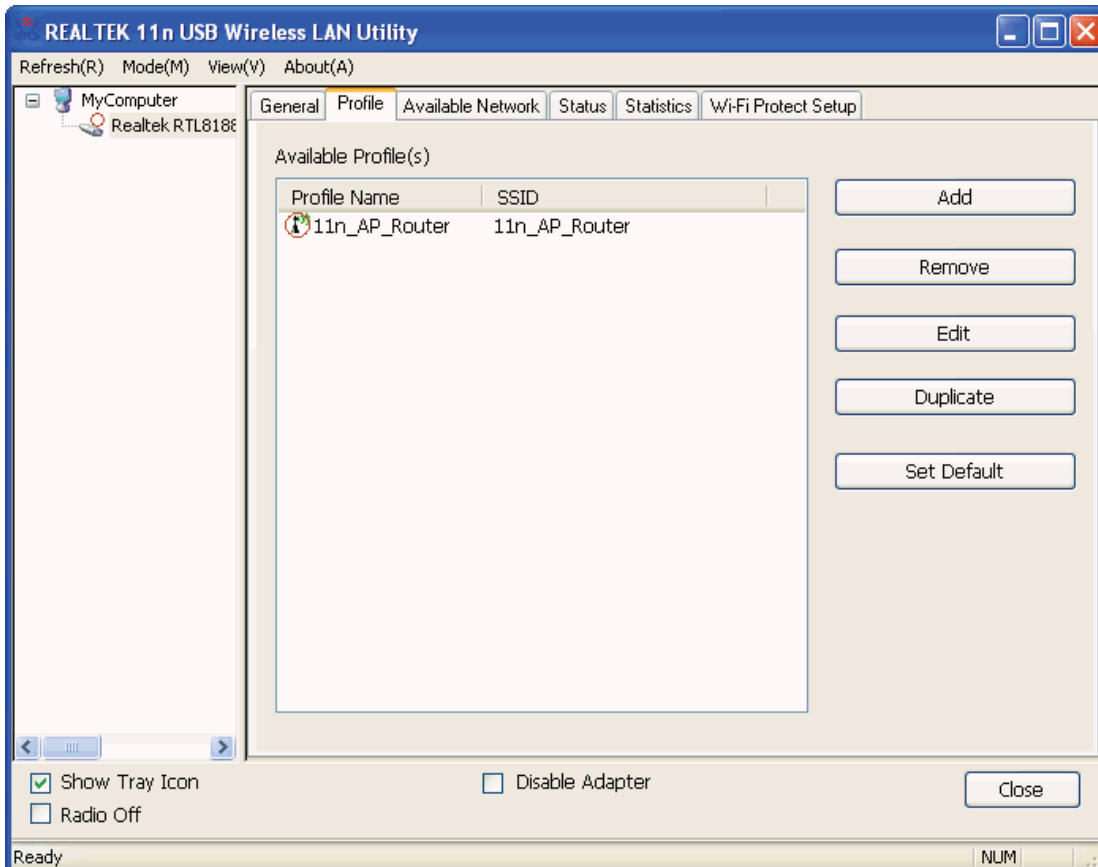 REALTEK 11n USB Wireless LAN Utility
Refresh(R) Mode(M) View(V) About(A)
MyComputer
Realtek RTL8188
General Profile Available Network Status Statistics Wi-Fi Protect Setup
Available Profile(s)
Profile Name SSID
11n_AP_Router 11n_AP_Router
Add
Remove
Edit
Duplicate
Set Default
Show Tray Icon
Radio Off
Disable Adapter
Close
Ready
NUM